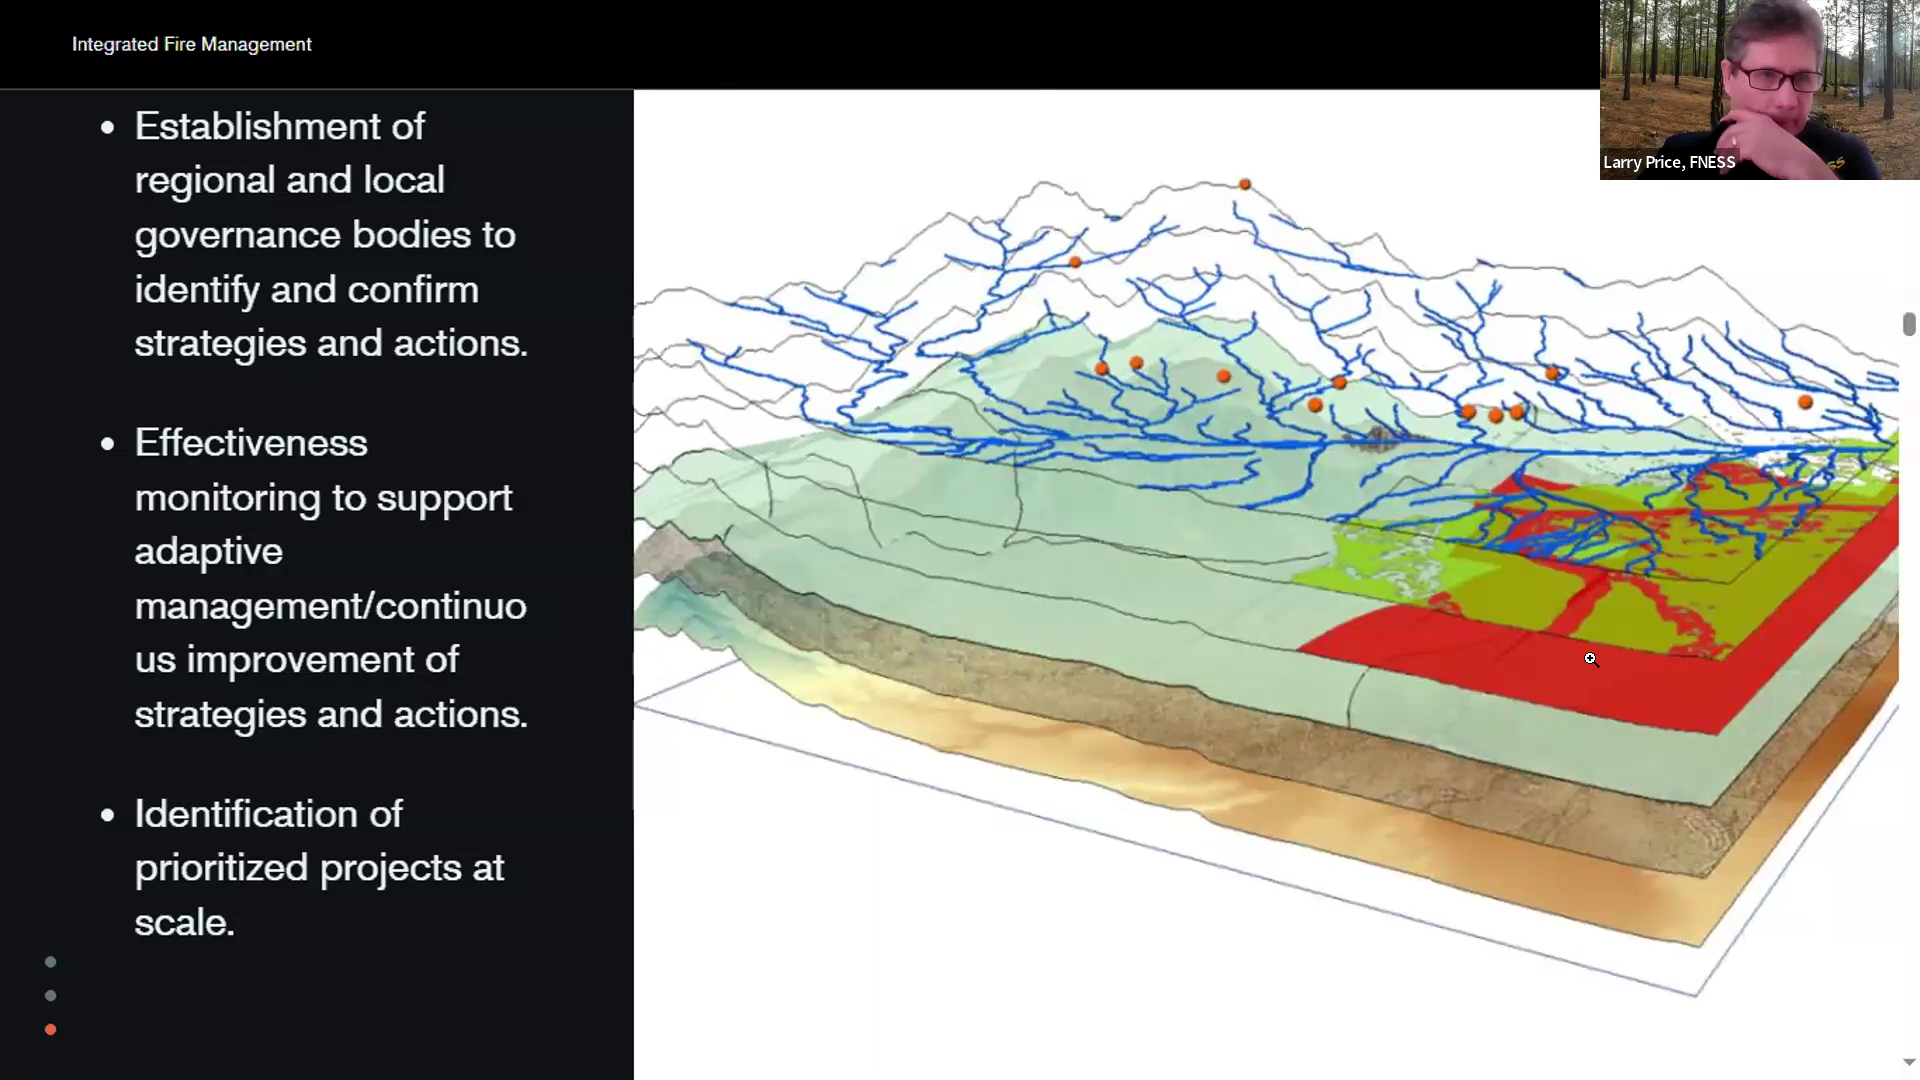 Integrated Fire Management
Larry Price, FNESS
• Establishment of
regional and local
governance bodies to
identify and confirm
strategies and actions.
• Effectiveness
monitoring to support
adaptive
management/continuo
us improvement of
strategies and actions.
• Identification of
prioritized projects at
scale.